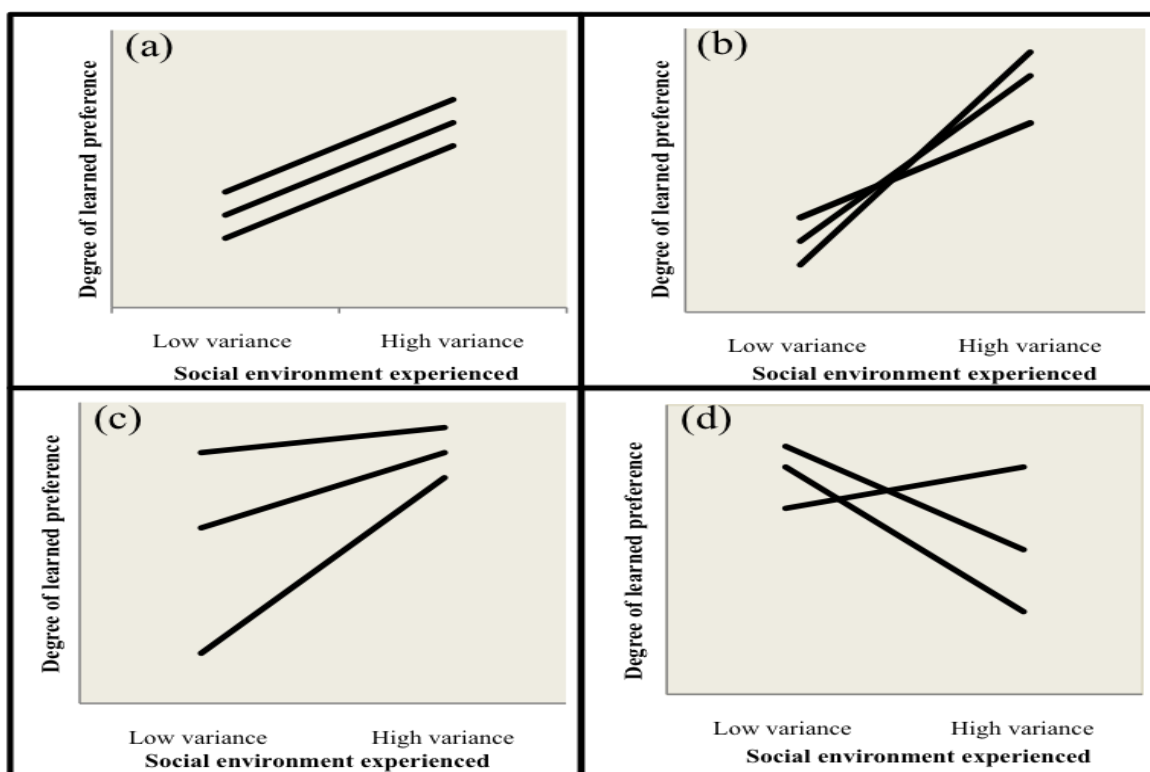 (a)
Degree of learned preference
Low variance High variance
Social environment experienced
(b)
Degree of learned preference
Low variance High variance
Social environment experienced
(c)
Degree of learned preference
Low variance High variance
Social environment experienced
(d)
Degree of learned preference
Low variance High variance
Social environment experienced